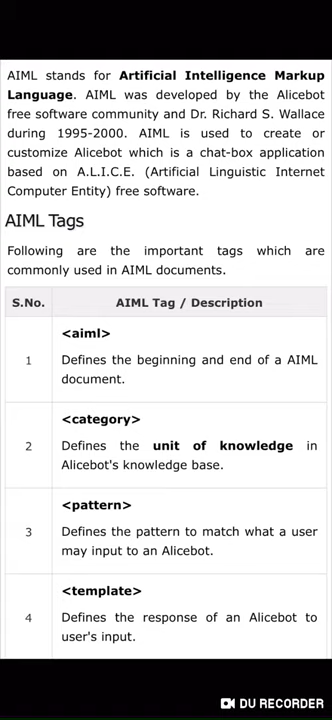 AIML stands for Artificial Intelligence Markup
Language. AIML was developed by the Alicebot
free software community and Dr. Richard S. Wallace
during 1995-2000. AIML is used to create or
customize Alicebot which is a chat-box application
based on A.L.I.C.E. (Artificial Linguistic Internet
Computer Entity) free software.
AIML Tags
Following are the important tags which are
commonly used in AIML documents.
S.No. AIML Tag / Description
<aiml>
1 Defines the beginning and end of a AIML
document.
<category>
2 Defines the unit of knowledge in
Alicebot's knowledge base.
<pattern>
3 Defines the pattern to match what a user
may input to an Alicebot.
<template>
4 Defines the response of an Alicebot to
user's input.
DU RECORDER